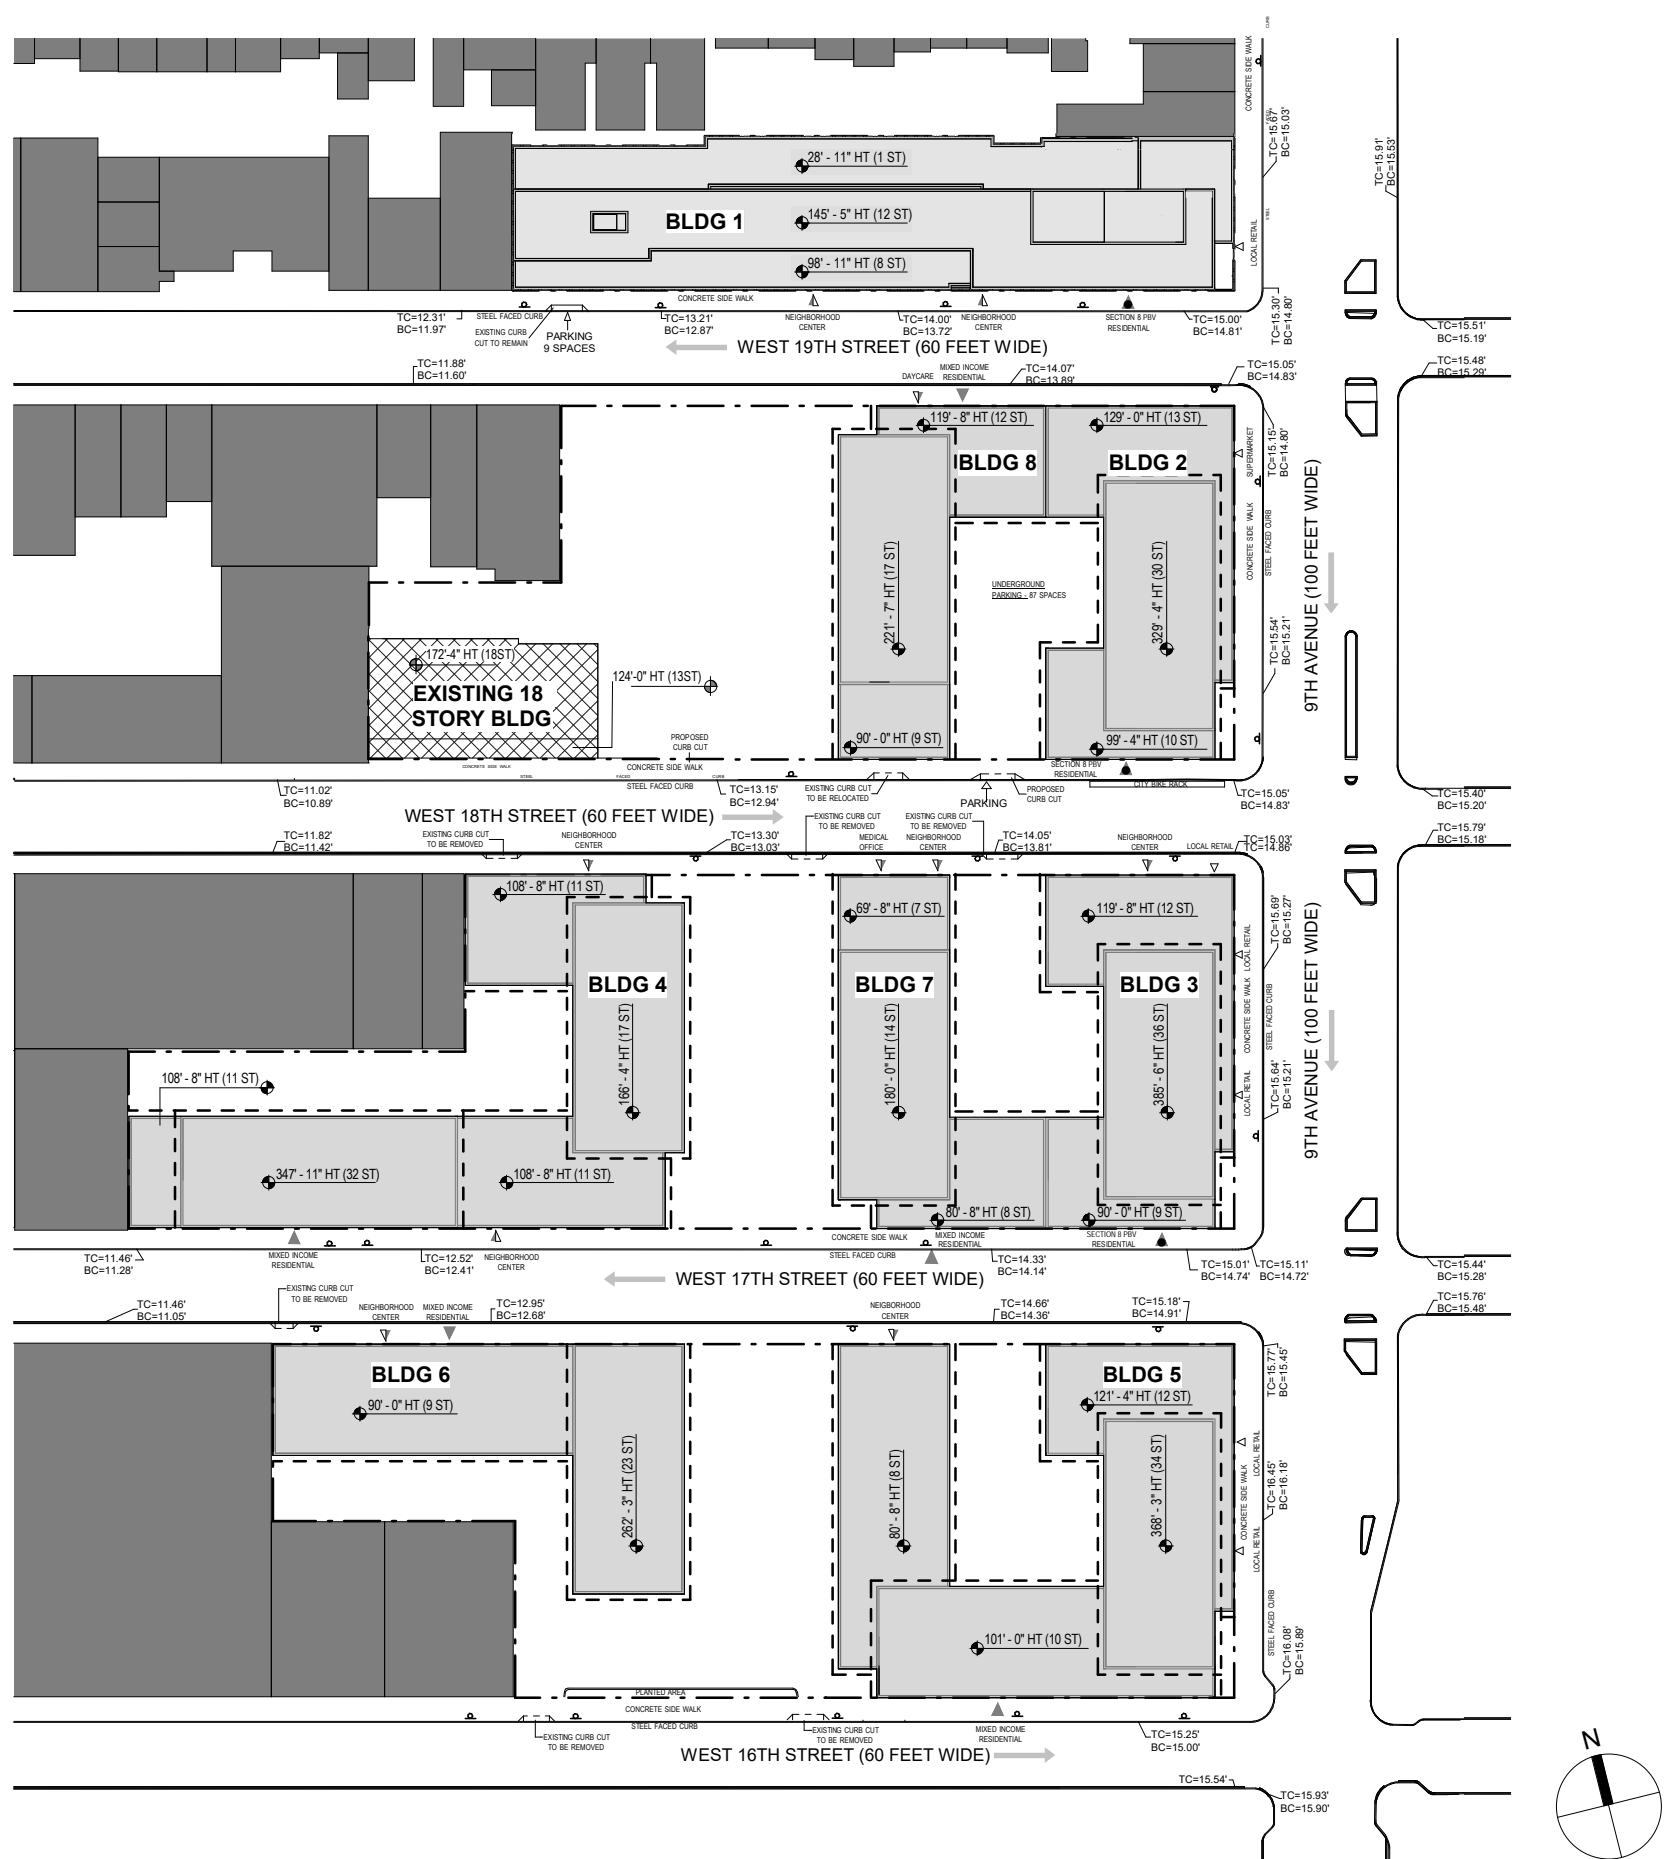 CURB
CONCRETE SIDE WALK
TC=15.67'
BC=15.03'
TC=15.91'
BC=15.53'
28' - 11" HT (1 ST)
BLDG 1
145' - 5" HT (12 ST)
98' - 11" HT (8 ST)
STEEL
LOCAL RETAIL
CONCRETE SIDE WALK
TC=12.31'
BC=11.97'
STEEL FACED CURB
EXISTING CURB
CUT TO REMAIN
PARKING
9 SPACES
TC=13.21'
BC=12.87'
NEIGHBORHOOD
CENTER
TC=14.00'
BC=13.72'
NEIGHBORHOOD
CENTER
SECTION 8 PBV
RESIDENTIAL
TC=15.00'
BC=14.81'
TC=15.30'
BC=14.80'
TC=15.51'
BC=15.19'
WEST 19TH STREET (60 FEET WIDE)
TC=11.88'
BC=11.60'
DAYCARE
MIXED INCOME
RESIDENTIAL
TC=14.07'
BC=13.89'
TC=15.05'
BC=14.83'
TC=15.48'
BC=15.29'
119' - 8" HT (12 ST)
129' - 0" HT (13 ST)
BLDG 8
BLDG 2
SUPERMARKET
TC=15.15'
BC=14.80'
CONCRETE SIDE WALK
STEEL FACED CURB
9TH AVENUE (100 FEET WIDE)
221' - 7" HT (17 ST)
UNDERGROUND
PARKING - 87 SPACES
329' - 4" HT (30 ST)
TC=15.54'
BC=15.21'
172'-4" HT (18ST)
EXISTING 18
STORY BLDG
124'-0" HT (13ST)
90' - 0" HT (9 ST)
99' - 4" HT (10 ST)
PROPOSED
CURB CUT
CONCRETE SIDE WALK
CONCRETE SIDE WALK
STEEL FACED CURB
STEEL FACED CURB
SECTION 8 PBV
RESIDENTIAL
CITY BIKE RACK
TC=11.02'
BC=10.89'
TC=13.15'
BC=12.94'
EXISTING CURB CUT
TO BE RELOCATED
PARKING
PROPOSED
CURB CUT
TC=15.05'
BC=14.83'
TC=15.40'
BC=15.20'
WEST 18TH STREET (60 FEET WIDE)
TC=11.82'
BC=11.42'
EXISTING CURB CUT
TO BE REMOVED
NEIGHBORHOOD
CENTER
TC=13.30'
BC=13.03'
EXISTING CURB CUT
TO BE REMOVED
MEDICAL
OFFICE
EXISTING CURB CUT
TO BE REMOVED
NEIGHBORHOOD
CENTER
TC=14.05'
BC=13.81'
NEIGHBORHOOD
CENTER
LOCAL RETAIL
TC=15.03'
TC=14.86'
TC=15.79'
BC=15.18'
108' - 8" HT (11 ST)
69' - 8" HT (7 ST)
119' - 8" HT (12 ST)
BLDG 4
BLDG 7
BLDG 3
166' - 4" HT (17 ST)
180' - 0" HT (14 ST)
385' - 6" HT (36 ST)
LOCAL RETAIL
CONCRETE SIDE WALK
LOCAL RETAIL
STEEL FACED CURB
TC=15.69'
BC=15.27'
TC=15.64'
BC=15.21'
9TH AVENUE (100 FEET WIDE)
108' - 8" HT (11 ST)
347' - 11" HT (32 ST)
108' - 8" HT (11 ST)
80' - 8" HT (8 ST)
90' - 0" HT (9 ST)
TC=11.46'
BC=11.28'
MIXED INCOME
RESIDENTIAL
TC=12.52'
BC=12.41'
NEIGHBORHOOD
CENTER
CONCRETE SIDE WALK
STEEL FACED CURB
MIXED INCOME
RESIDENTIAL
TC=14.33'
BC=14.14'
SECTION 8 PBV
RESIDENTIAL
TC=15.01'
BC=14.74'
TC=15.11'
BC=14.72'
TC=15.44'
BC=15.28'
WEST 17TH STREET (60 FEET WIDE)
TC=11.46'
BC=11.05'
EXISTING CURB CUT
TO BE REMOVED
NEIGHBORHOOD
CENTER
MIXED INCOME
RESIDENTIAL
TC=12.95'
BC=12.68'
NEIGBORHOOD
CENTER
TC=14.66'
BC=14.36'
TC=15.18'
BC=14.91'
TC=15.76'
BC=15.48'
TC=15.77'
BC=15.45'
BLDG 6
90' - 0" HT (9 ST)
BLDG 5
121' - 4" HT (12 ST)
262' - 3" HT (23 ST)
80' - 8" HT (8 ST)
368' - 3" HT (34 ST)
LOCAL RETAIL
CONCRETE SIDE WALK
LOCAL RETAIL
STEEL FACED CURB
TC=16.45'
BC=16.18'
101' - 0" HT (10 ST)
TC=16.08'
BC=15.89'
PLANTED AREA
CONCRETE SIDE WALK
STEEL FACED CURB
EXISTING CURB CUT
TO BE REMOVED
EXISTING CURB CUT
TO BE REMOVED
MIXED INCOME
RESIDENTIAL
TC=15.25'
BC=15.00'
WEST 16TH STREET (60 FEET WIDE)
TC=15.54'
TC=15.93'
BC=15.90'
N